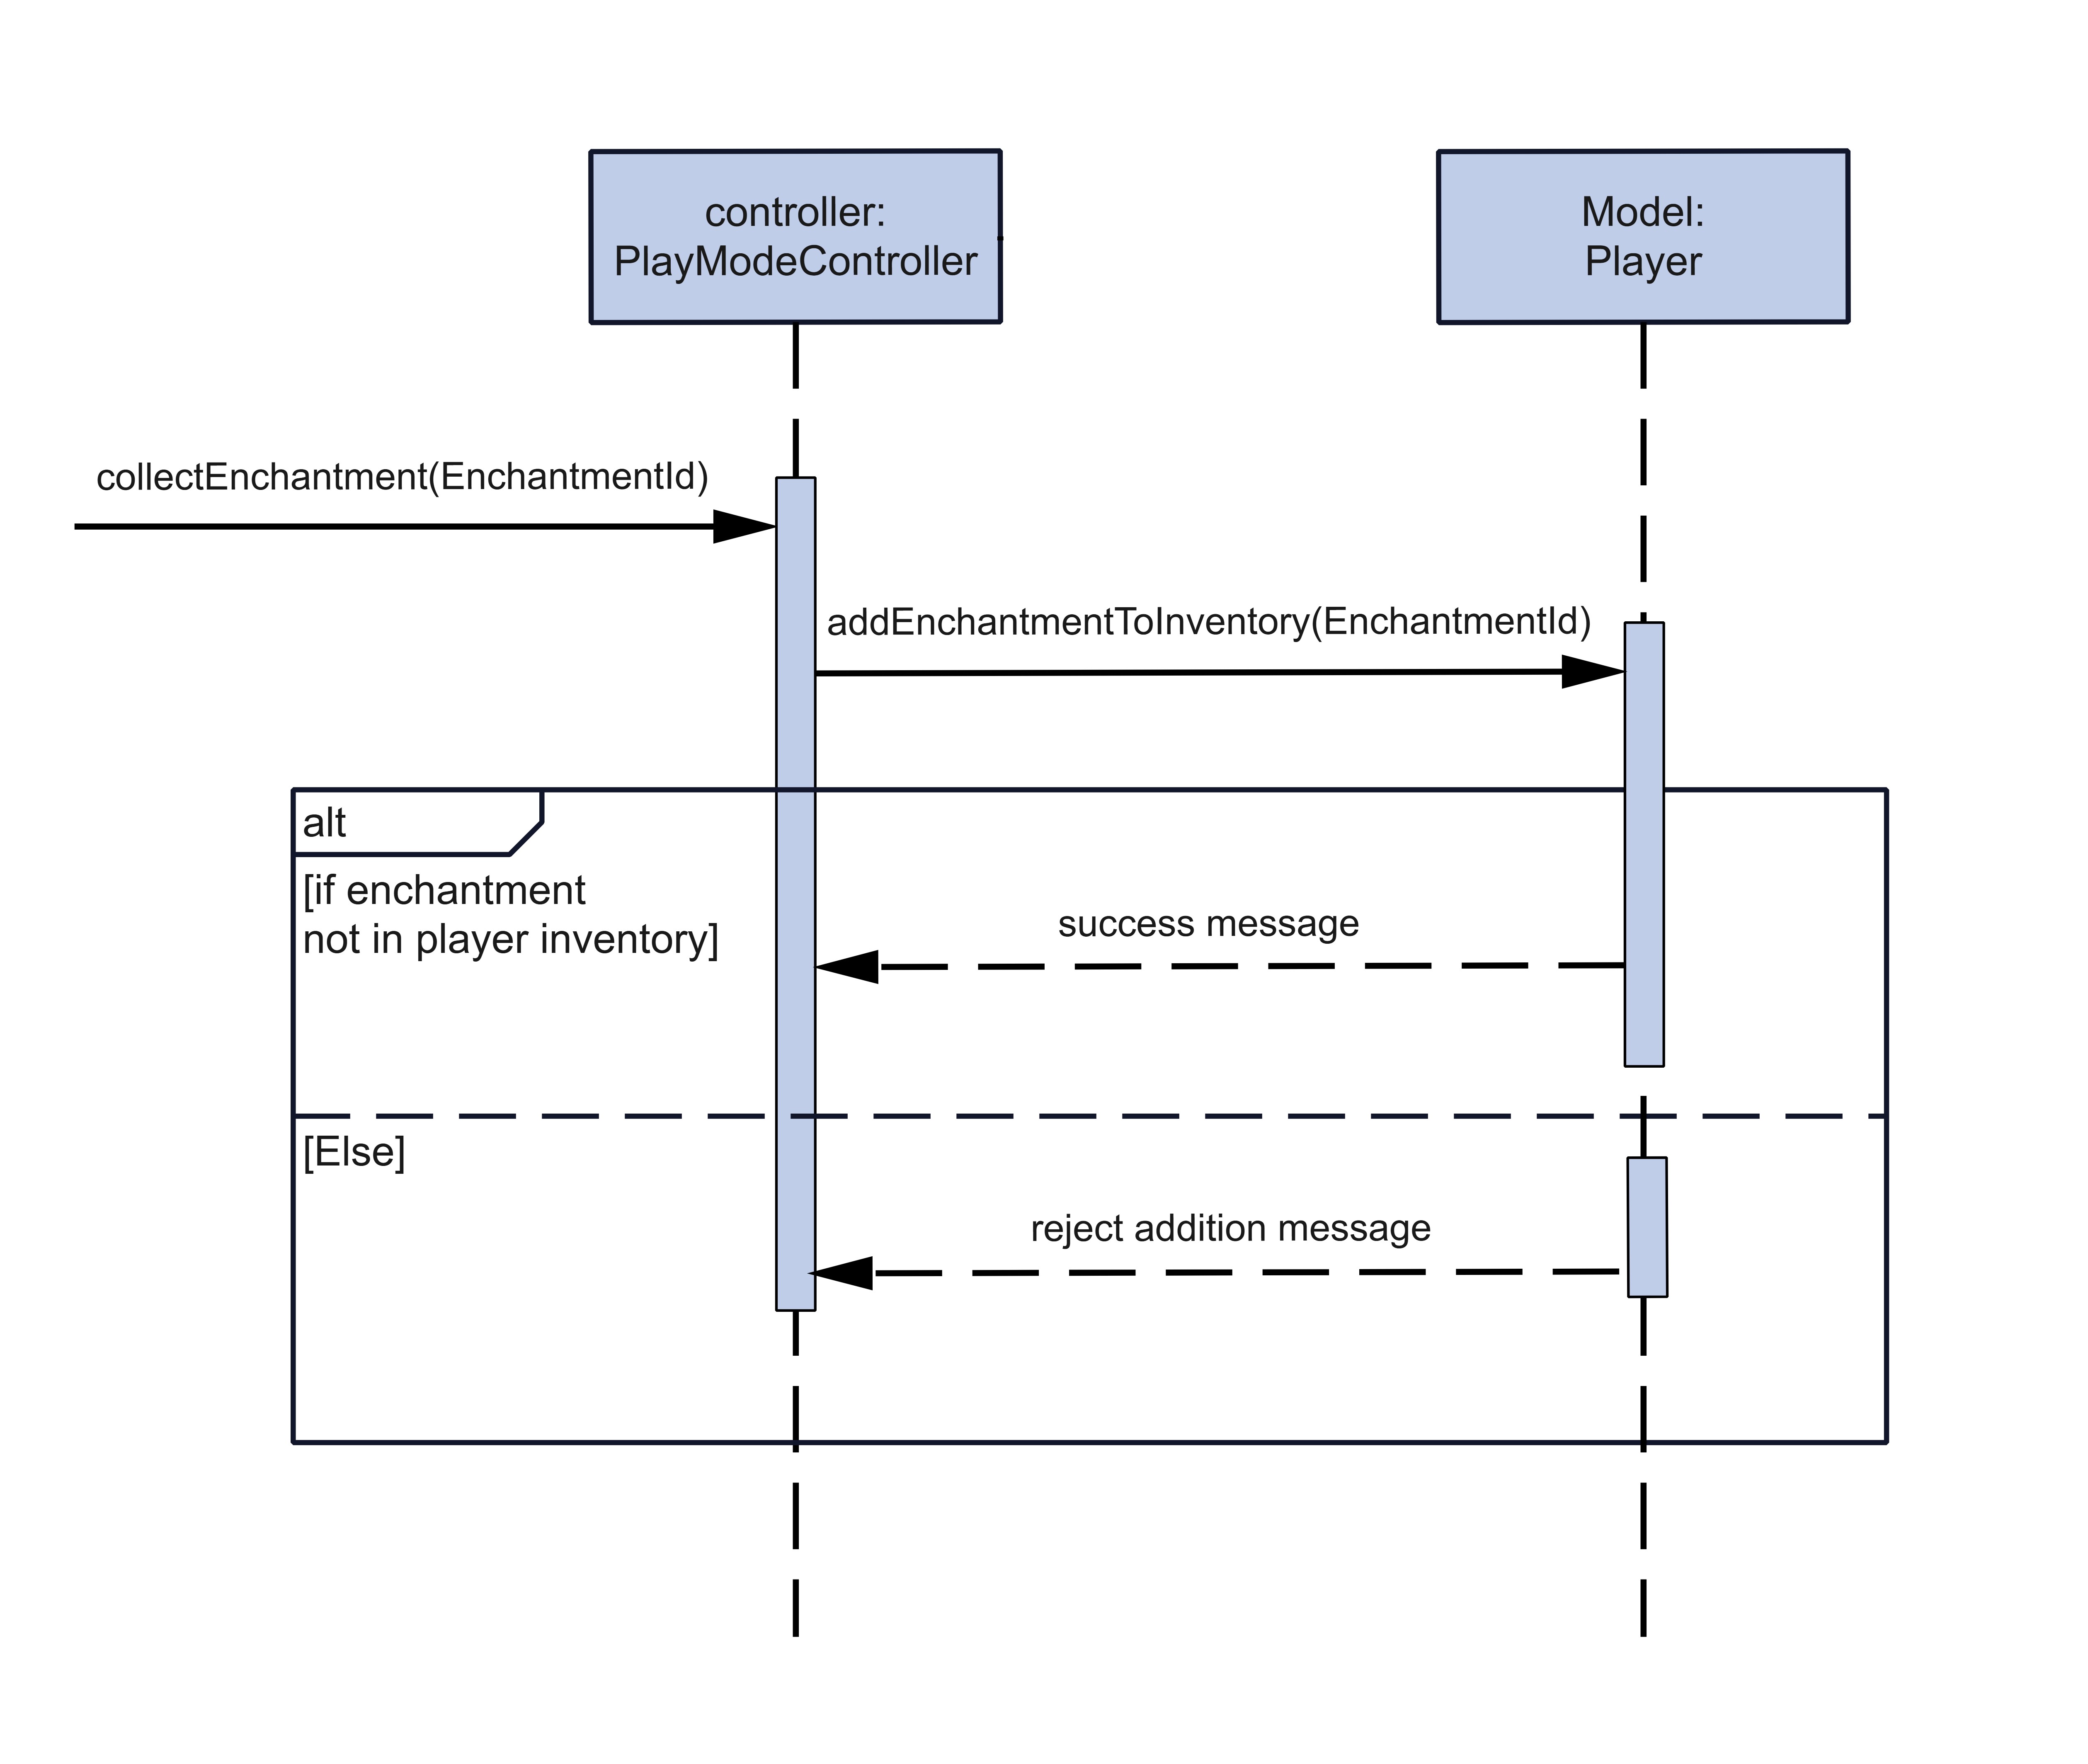 controller:
PlayModeController
Model:
Player
collectEnchantment(EnchantmentId)
addEnchantmentToInventory(EnchantmentId)
alt
[if enchantment
not in player inventory]
success message
[Else]
reject addition message